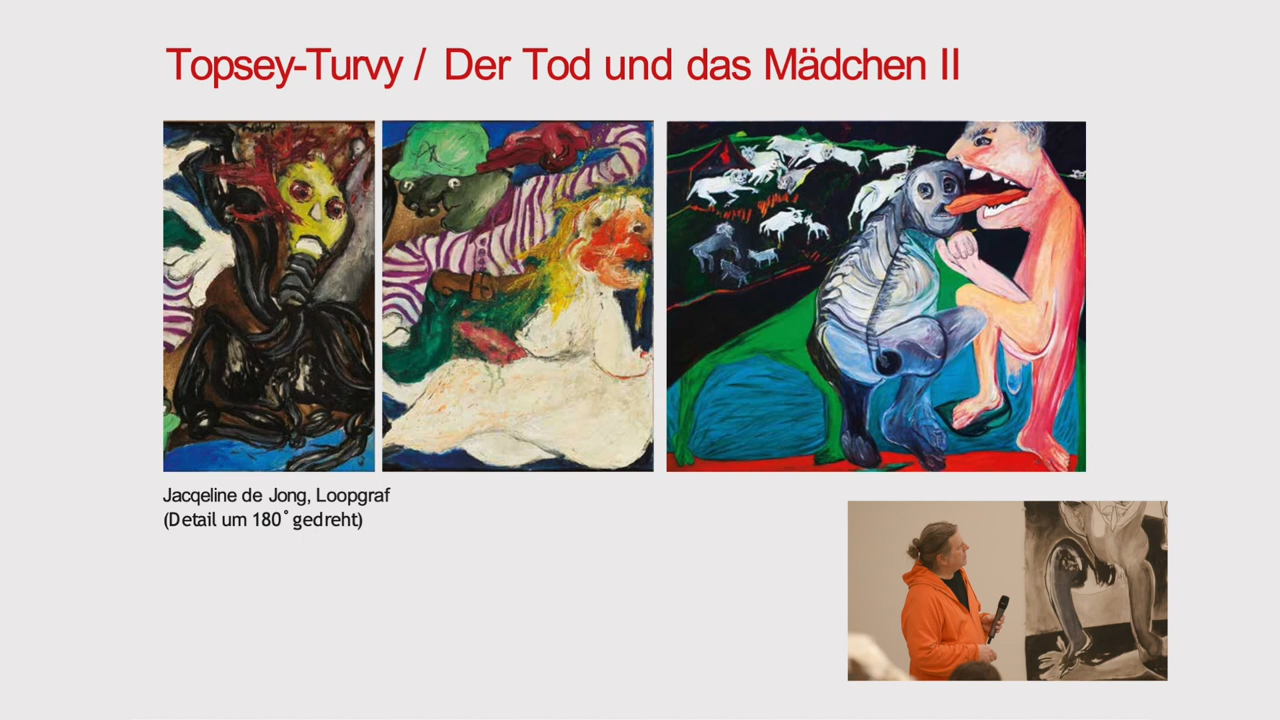 Topsey-Turvy / Der Tod und das Mädchen II
Jacqeline de Jong, Loopgraf
(Detail um 180° gedreht)